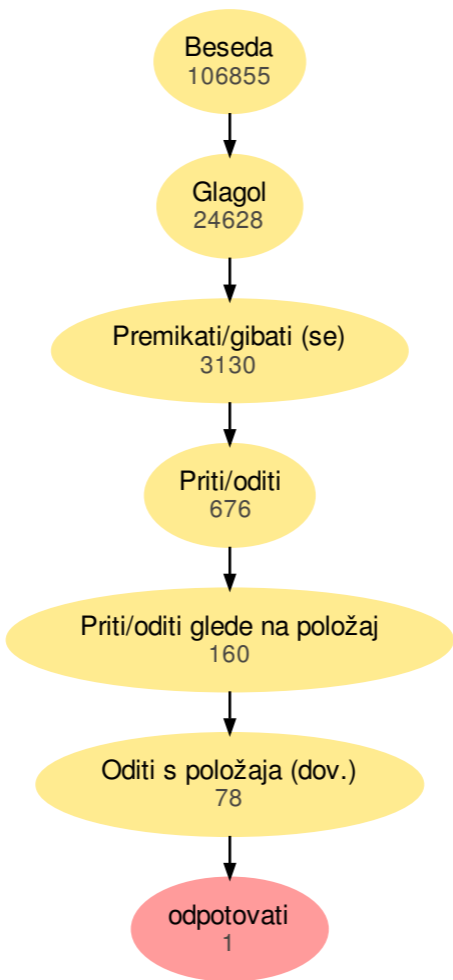 Beseda
106855
Glagol
24628
Premikati/gibati (se)
3130
Priti/oditi
676
Priti/oditi glede na položaj
160
Oditi s položaja (dov.)
78
odpotovati
1